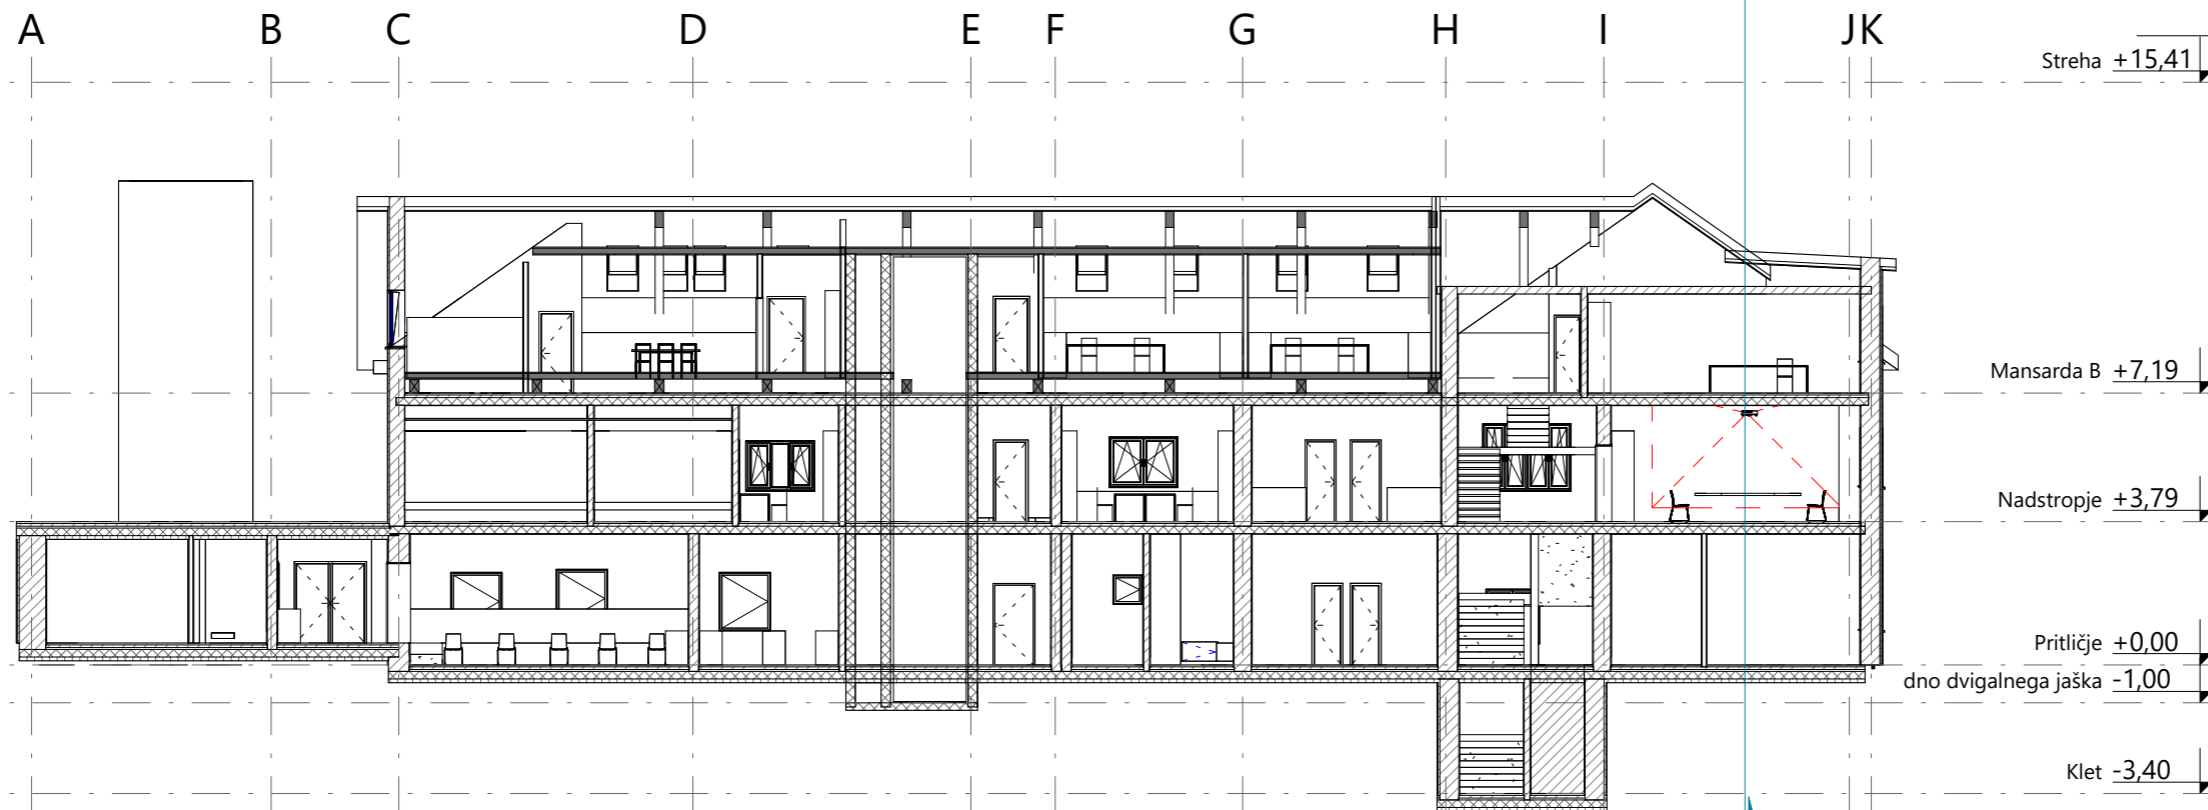 A B C D E F G H I J K
Streha +15,41
Mansarda B +7,19
Nadstropje +3,79
Pritličje +0,00
dno dvigalnega jaška -1,00
Klet -3,40